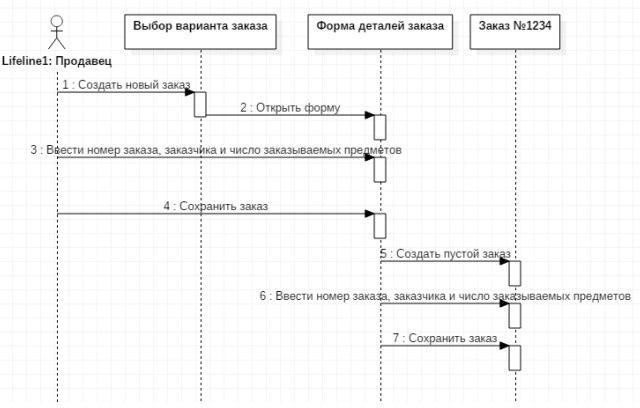 Выбор варианта заказа
Форма деталей заказа
Заказ №1234
Lifeline1: Продавец
1 : Создать новый заказ
2 : Открыть форму
3 : Ввести номер заказа, заказчика и число заказываемых предметов
4 : Сохранить заказ
5 : Создать пустой заказ
6 : Ввести номер заказа, заказчика и число заказываемых предметов
7 : Сохранить заказ